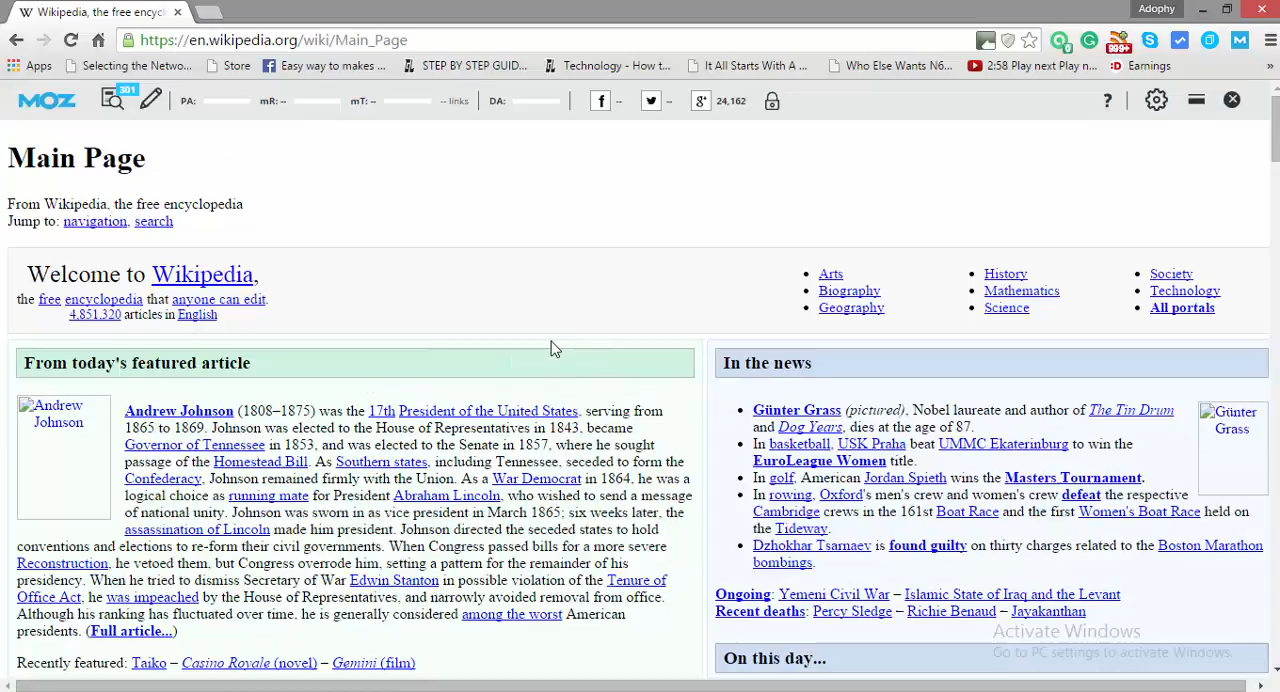 Wikipedia, the free encycl
Adophy
https://en.wikipedia.org/wiki/Main_Page
999+
Apps Selecting the Netwo... Store Easy way to makes ... STEP BY STEP GUID... Technology - How t... It All Starts With A ... Who Else Wants N6... 2:58 Play next Play n... Earnings »
MOZ 301 PA: mR: -- mT: -- -- links DA: f -- -- 24,162 ?
Main Page
From Wikipedia, the free encyclopedia
Jump to: navigation, search
Welcome to Wikipedia,
the free encyclopedia that anyone can edit.
4,851,320 articles in English
• Arts
• Biography
• Geography
• History
• Mathematics
• Science
• Society
• Technology
• All portals
From today's featured article
Andrew Johnson
Andrew Johnson (1808–1875) was the 17th President of the United States, serving from
1865 to 1869. Johnson was elected to the House of Representatives in 1843, became
Governor of Tennessee in 1853, and was elected to the Senate in 1857, where he sought
passage of the Homestead Bill. As Southern states, including Tennessee, seceded to form the
Confederacy, Johnson remained firmly with the Union. As a War Democrat in 1864, he was a
logical choice as running mate for President Abraham Lincoln, who wished to send a message
of national unity. Johnson was sworn in as vice president in March 1865; six weeks later, the
assassination of Lincoln made him president. Johnson directed the seceded states to hold
conventions and elections to re-form their civil governments. When Congress passed bills for a more severe
Reconstruction, he vetoed them, but Congress overrode him, setting a pattern for the remainder of his
presidency. When he tried to dismiss Secretary of War Edwin Stanton in possible violation of the Tenure of
Office Act, he was impeached by the House of Representatives, and narrowly avoided removal from office.
Although his ranking has fluctuated over time, he is generally considered among the worst American
presidents. (Full article...)
Recently featured: Taiko – Casino Royale (novel) – Gemini (film)
In the news
Günter Grass
• Günter Grass (pictured), Nobel laureate and author of The Tin Drum
and Dog Years, dies at the age of 87.
• In basketball, USK Praha beat UMMC Ekaterinburg to win the
EuroLeague Women title.
• In golf, American Jordan Spieth wins the Masters Tournament.
• In rowing, Oxford's men's crew and women's crew defeat the respective
Cambridge crews in the 161st Boat Race and the first Women's Boat Race held on
the Tideway.
• Dzhokhar Tsarnaev is found guilty on thirty charges related to the Boston Marathon
bombings.
Ongoing: Yemeni Civil War – Islamic State of Iraq and the Levant
Recent deaths: Percy Sledge – Richie Benaud – Jayakanthan
Activate Windows
Go to PC settings to activate Windows.
On this day...